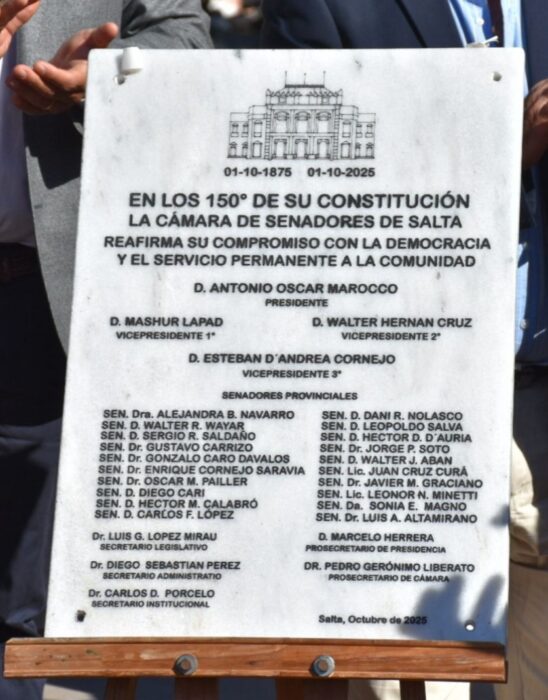 01-10-1875 01-10-2025
EN LOS 150° DE SU CONSTITUCIÓN
LA CÁMARA DE SENADORES DE SALTA
REAFIRMA SU COMPROMISO CON LA DEMOCRACIA
Y EL SERVICIO PERMANENTE A LA COMUNIDAD
D. ANTONIO OSCAR MAROCCO
PRESIDENTE
D. MASHUR LAPAD
VICEPRESIDENTE 1°
D. WALTER HERNAN CRUZ
VICEPRESIDENTE 2°
D. ESTEBAN D´ANDREA CORNEJO
VICEPRESIDENTE 3°
SENADORES PROVINCIALES
SEN. Dra. ALEJANDRA B. NAVARRO
SEN. D. WALTER R. WAYAR
SEN. D. SERGIO R. SALDAÑO
SEN. Dr. GUSTAVO CARRIZO
SEN. Dr. GONZALO CARO DAVALOS
SEN. Dr. ENRIQUE CORNEJO SARAVIA
SEN. Dr. OSCAR M. PAILLER
SEN. D. DIEGO CARI
SEN. D. HECTOR M. CALABRÓ
SEN. D. CARLOS F. LÓPEZ
SEN. D. DANI R. NOLASCO
SEN. D. LEOPOLDO SALVA
SEN. D. HECTOR D. D´AURIA
SEN. Dr. JORGE P. SOTO
SEN. D. WALTER J. ABAN
SEN. Lic. JUAN CRUZ CURÁ
SEN. Dr. JAVIER M. GRACIANO
SEN. Lic. LEONOR N. MINETTI
SEN. Da. SONIA E. MAGNO
SEN. Dr. LUIS A. ALTAMIRANO
Dr. LUIS G. LOPEZ MIRAU
SECRETARIO LEGISLATIVO
D. MARCELO HERRERA
PROSECRETARIO DE PRESIDENCIA
Dr. DIEGO SEBASTIAN PEREZ
SECRETARIO ADMINISTRATIO
DR. PEDRO GERÓNIMO LIBERATO
PROSECRETARIO DE CÁMARA
Dr. CARLOS D. PORCELO
SECRETARIO INSTITUCIONAL
Salta, Octubre de 2025